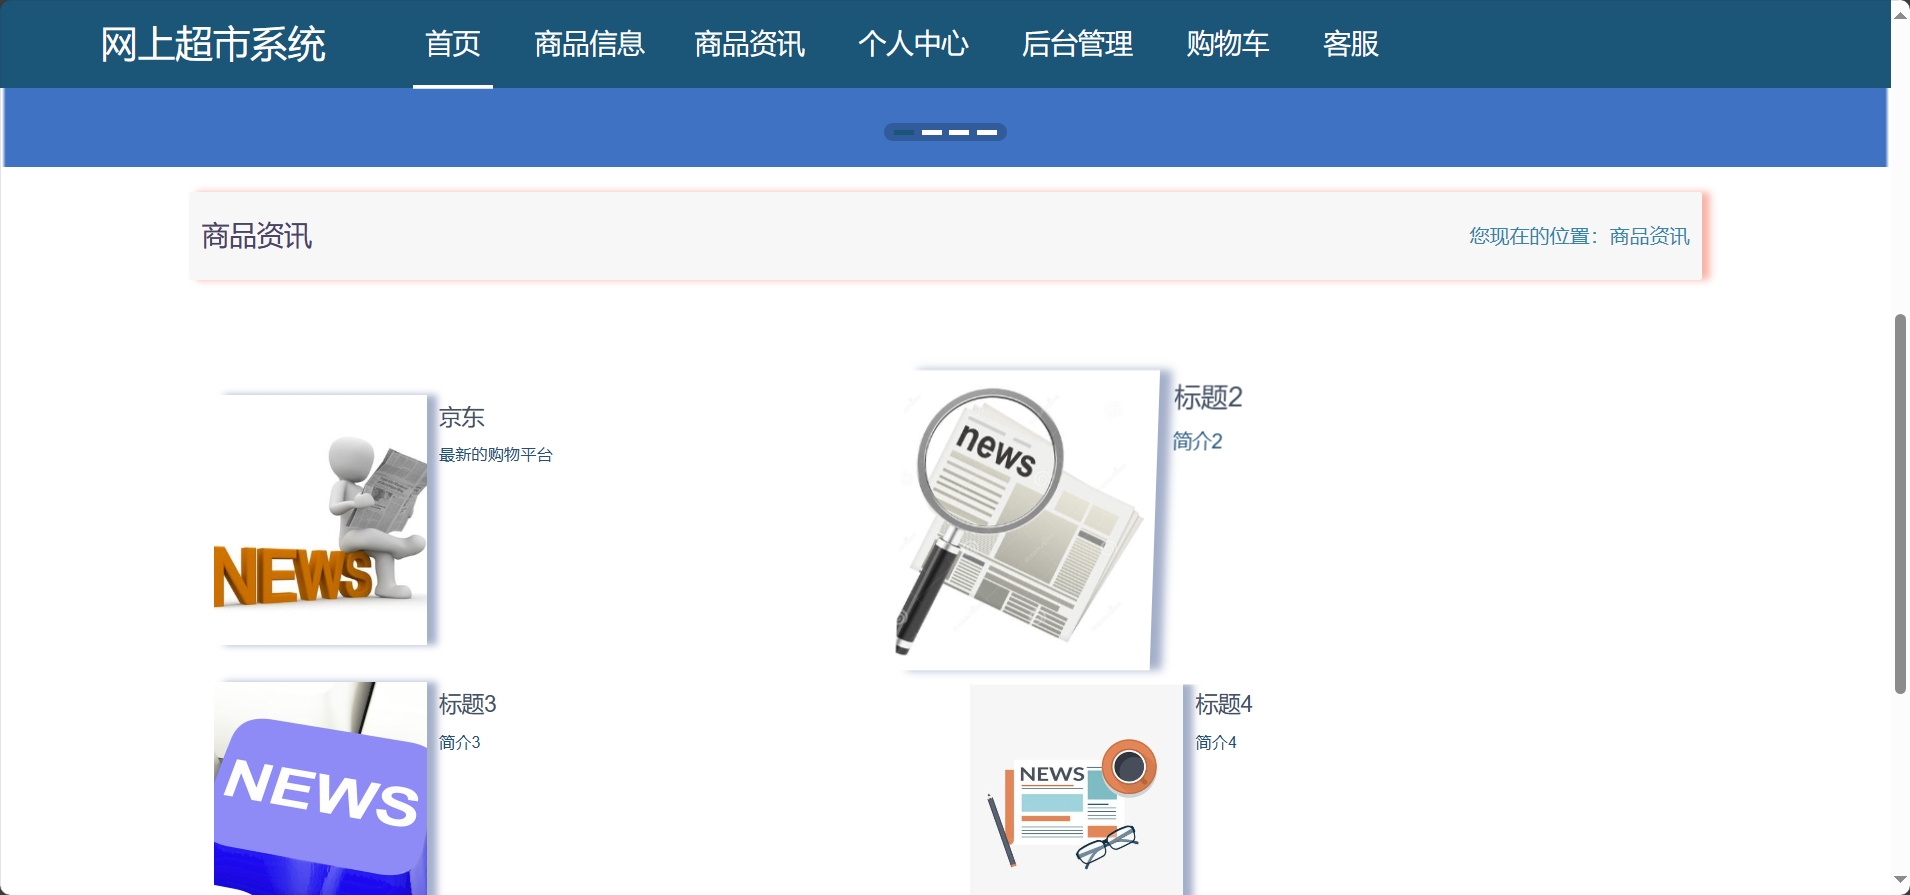 网上超市系统 首页 商品信息 商品资讯 个人中心 后台管理 购物车 客服
商品资讯
您现在的位置：商品资讯
NEWS
京东
最新的购物平台
news
标题2
简介2
NEWS
标题3
简介3
NEWS
标题4
简介4